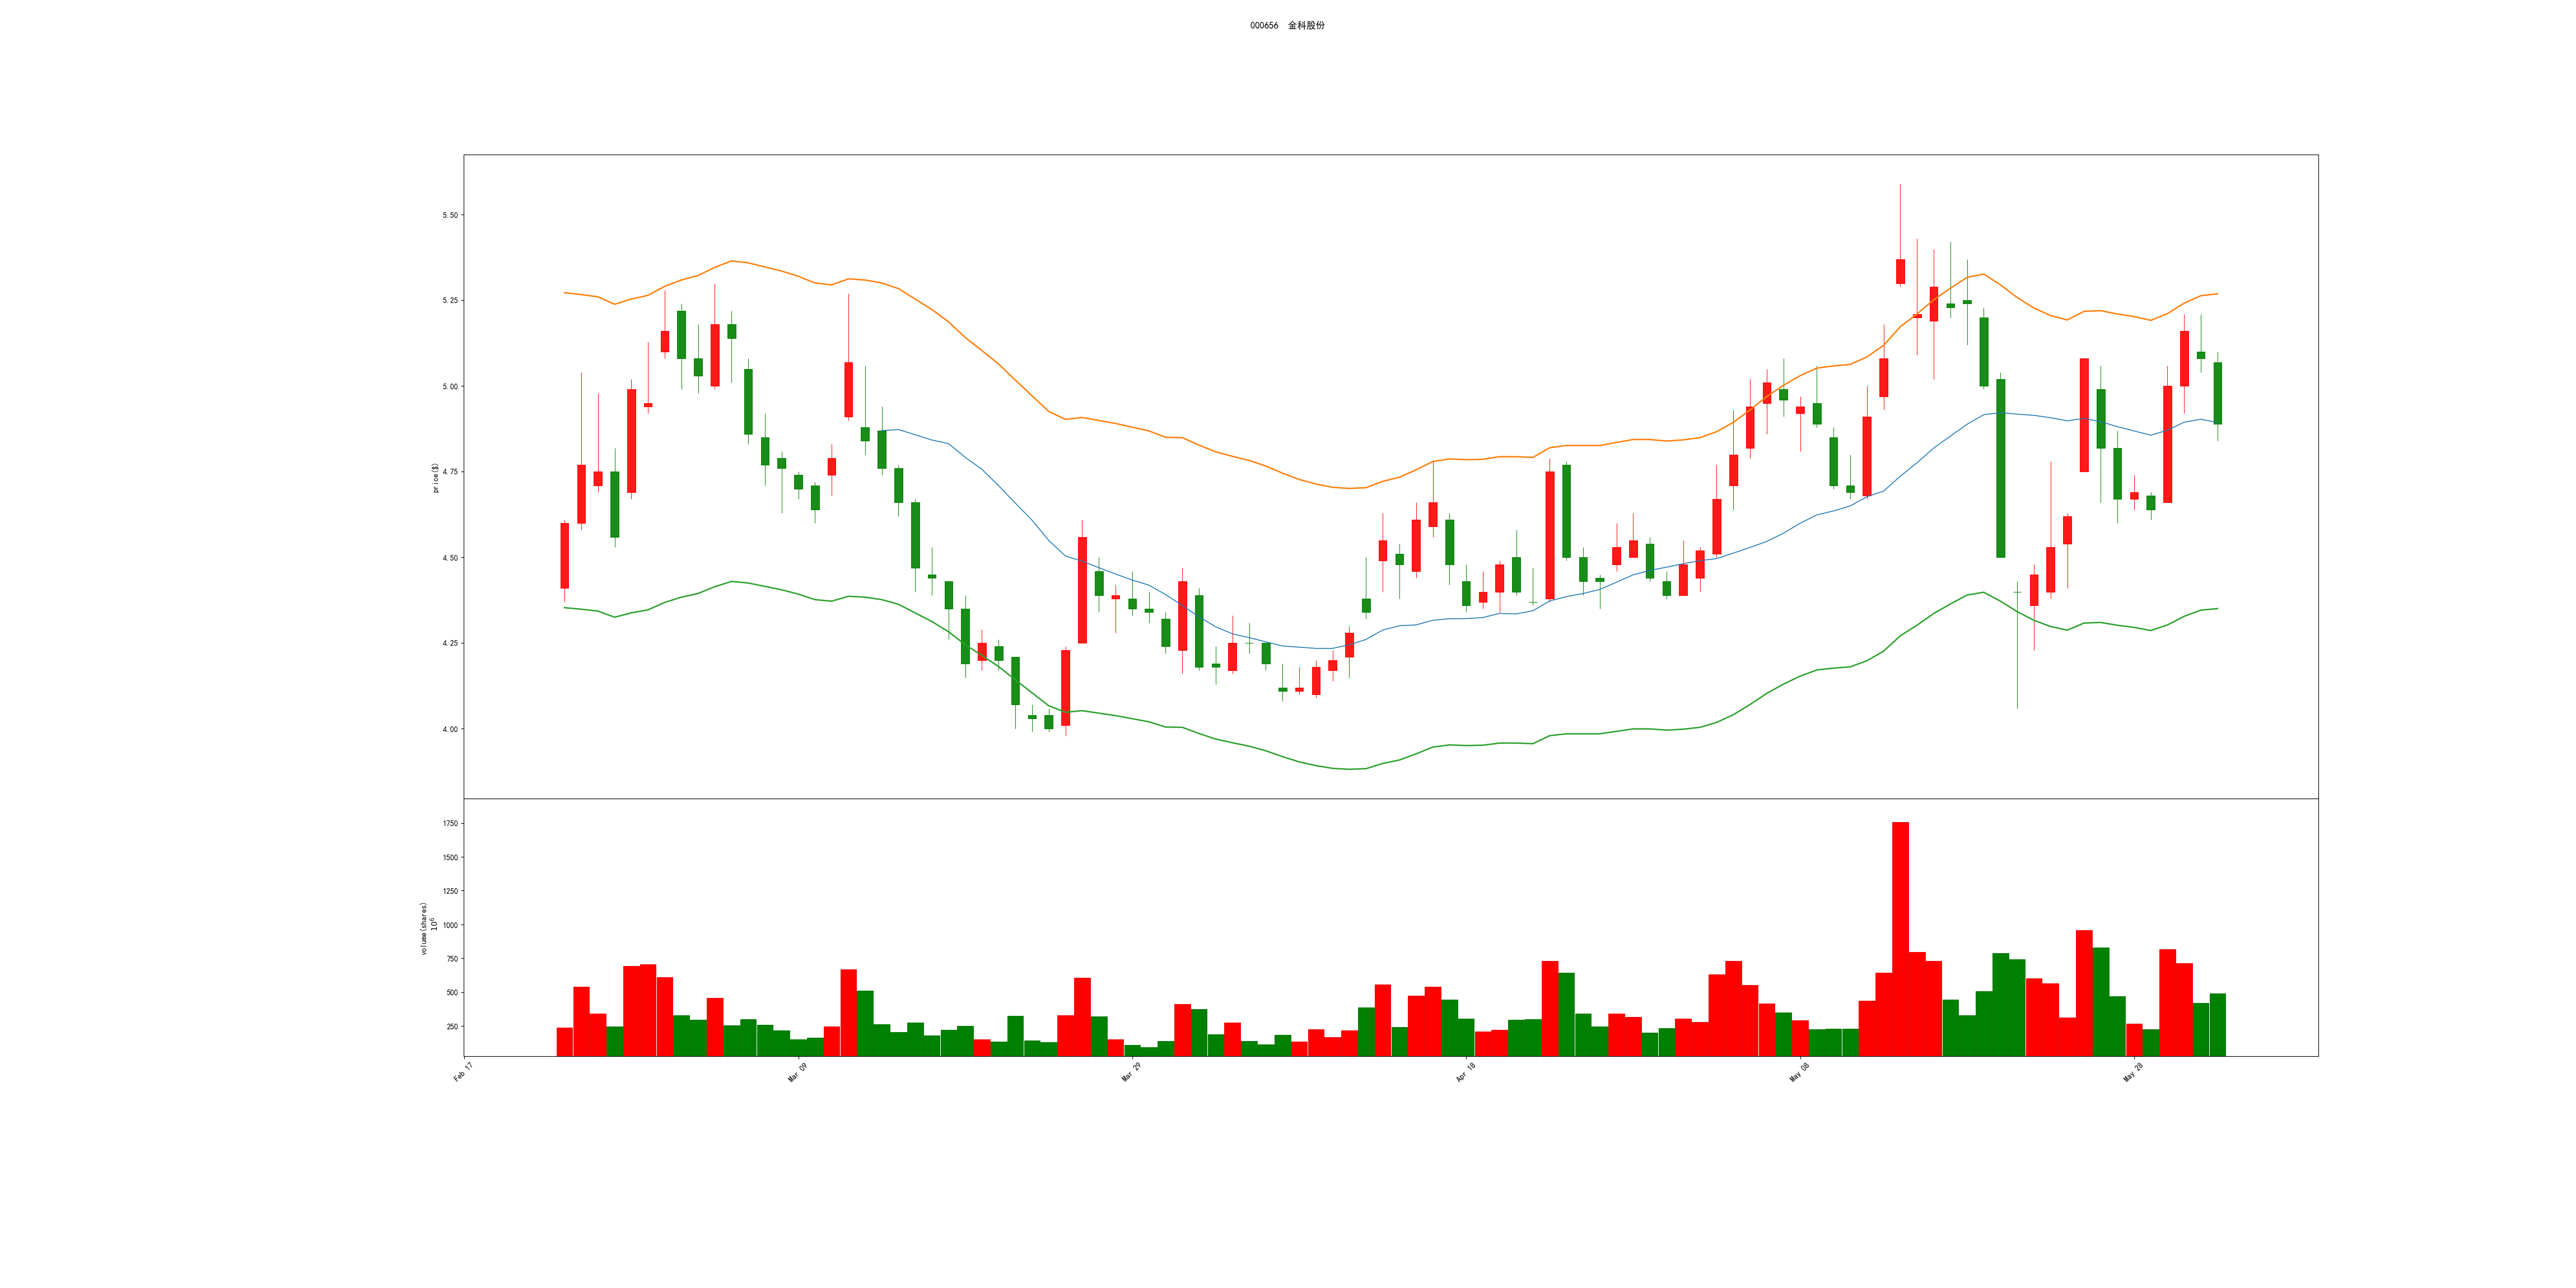 000656 金科股份
5.50
5.25
5.00
4.75
4.50
4.25
4.00
price($)
1750
1500
1250
1000
750
500
250
volume(shares)
10⁶
Feb 17
Mar 09
Mar 29
Apr 18
May 08
May 28